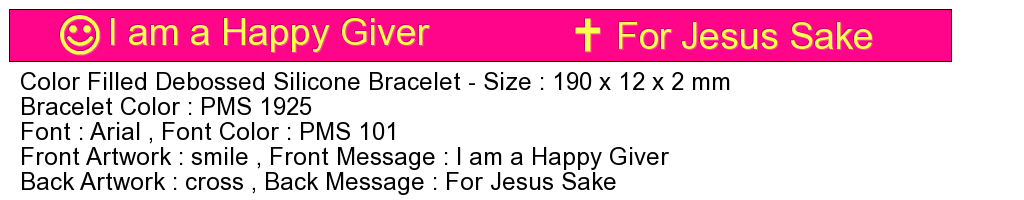 I am a Happy Giver For Jesus Sake
Color Filled Debossed Silicone Bracelet - Size : 190 x 12 x 2 mm
Bracelet Color : PMS 1925
Font : Arial , Font Color : PMS 101
Front Artwork : smile , Front Message : I am a Happy Giver
Back Artwork : cross , Back Message : For Jesus Sake